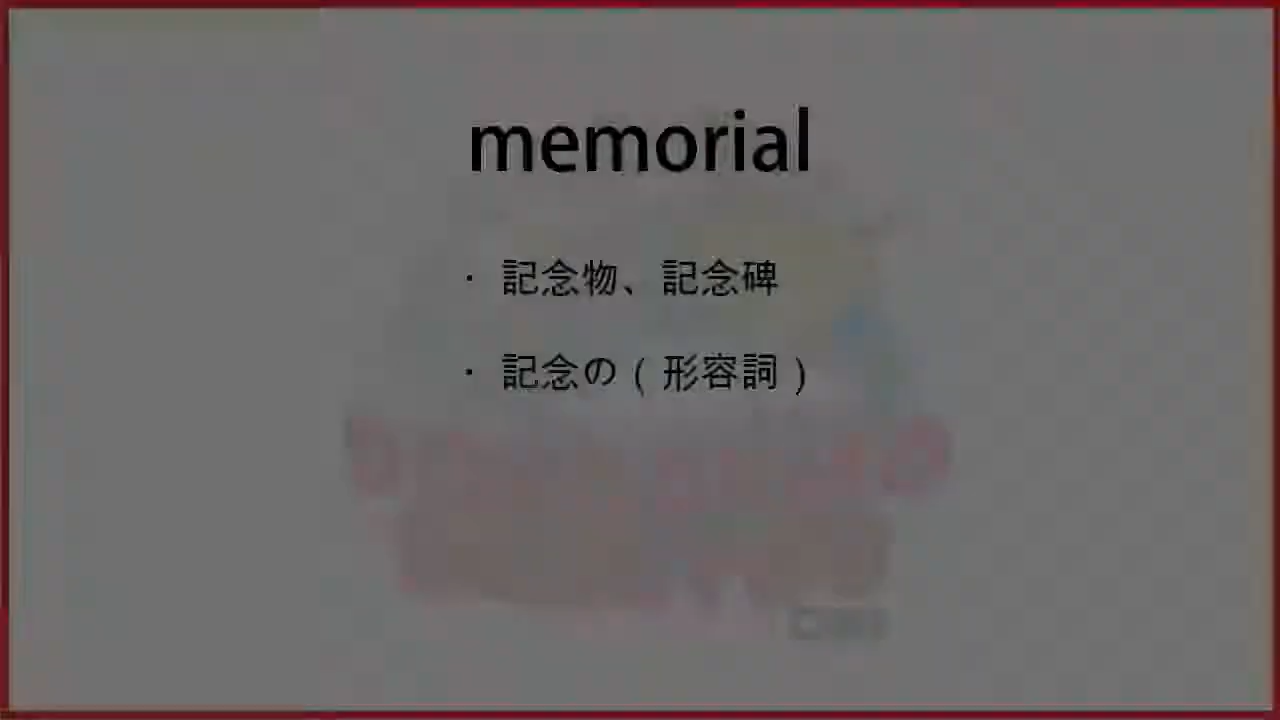 memorial
・ 記念物、記念碑
・ 記念の ( 形容詞 )